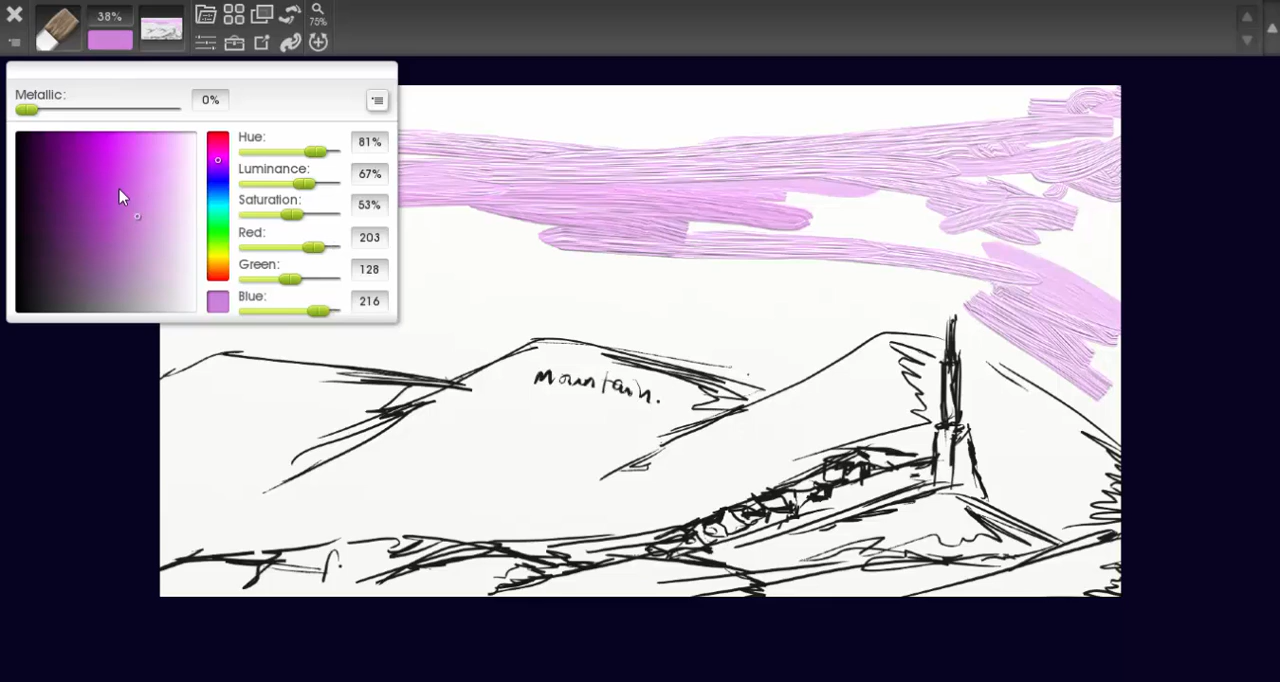 38%
75%
Metallic: 0%
Hue: 81%
Luminance: 67%
Saturation: 53%
Red: 203
Green: 128
Blue: 216
mountain.